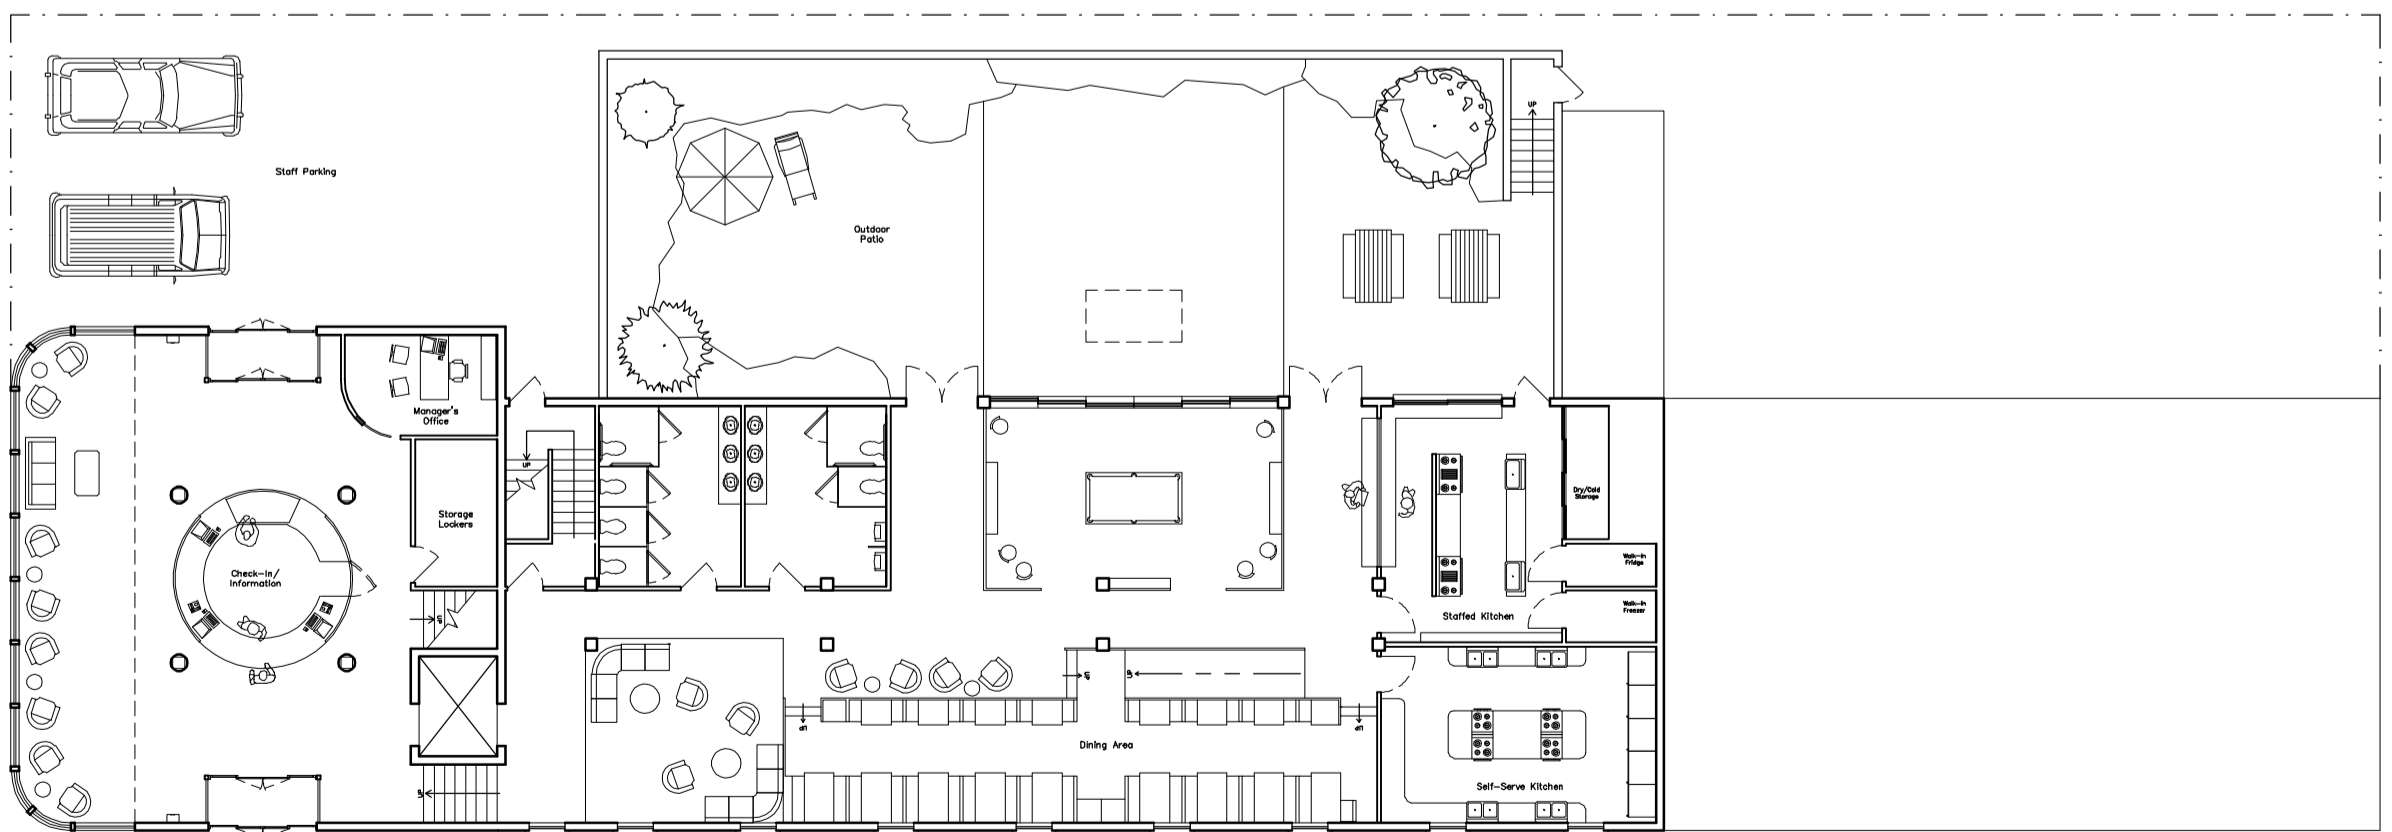 UP
Staff Parking
Outdoor
Patio
Manager's
Office
UP
Dry/Cold
Storage
Storage
Lockers
Walk-in
Fridge
Check-In/
Information
Walk-in
Freezer
Staffed Kitchen
UP
UP
UP
UP
UP
Dining Area
Self-Serve Kitchen
UP